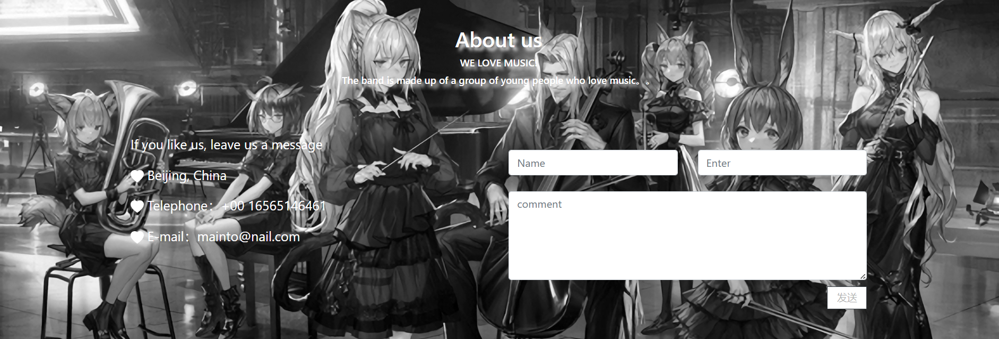 About us
WE LOVE MUSIC!
The band is made up of a group of young people who love music。。
If you like us, leave us a message
Beijing, China
Telephone：+00 16565146461
E-mail：mainto@nail.com
Name
Enter
comment
发送